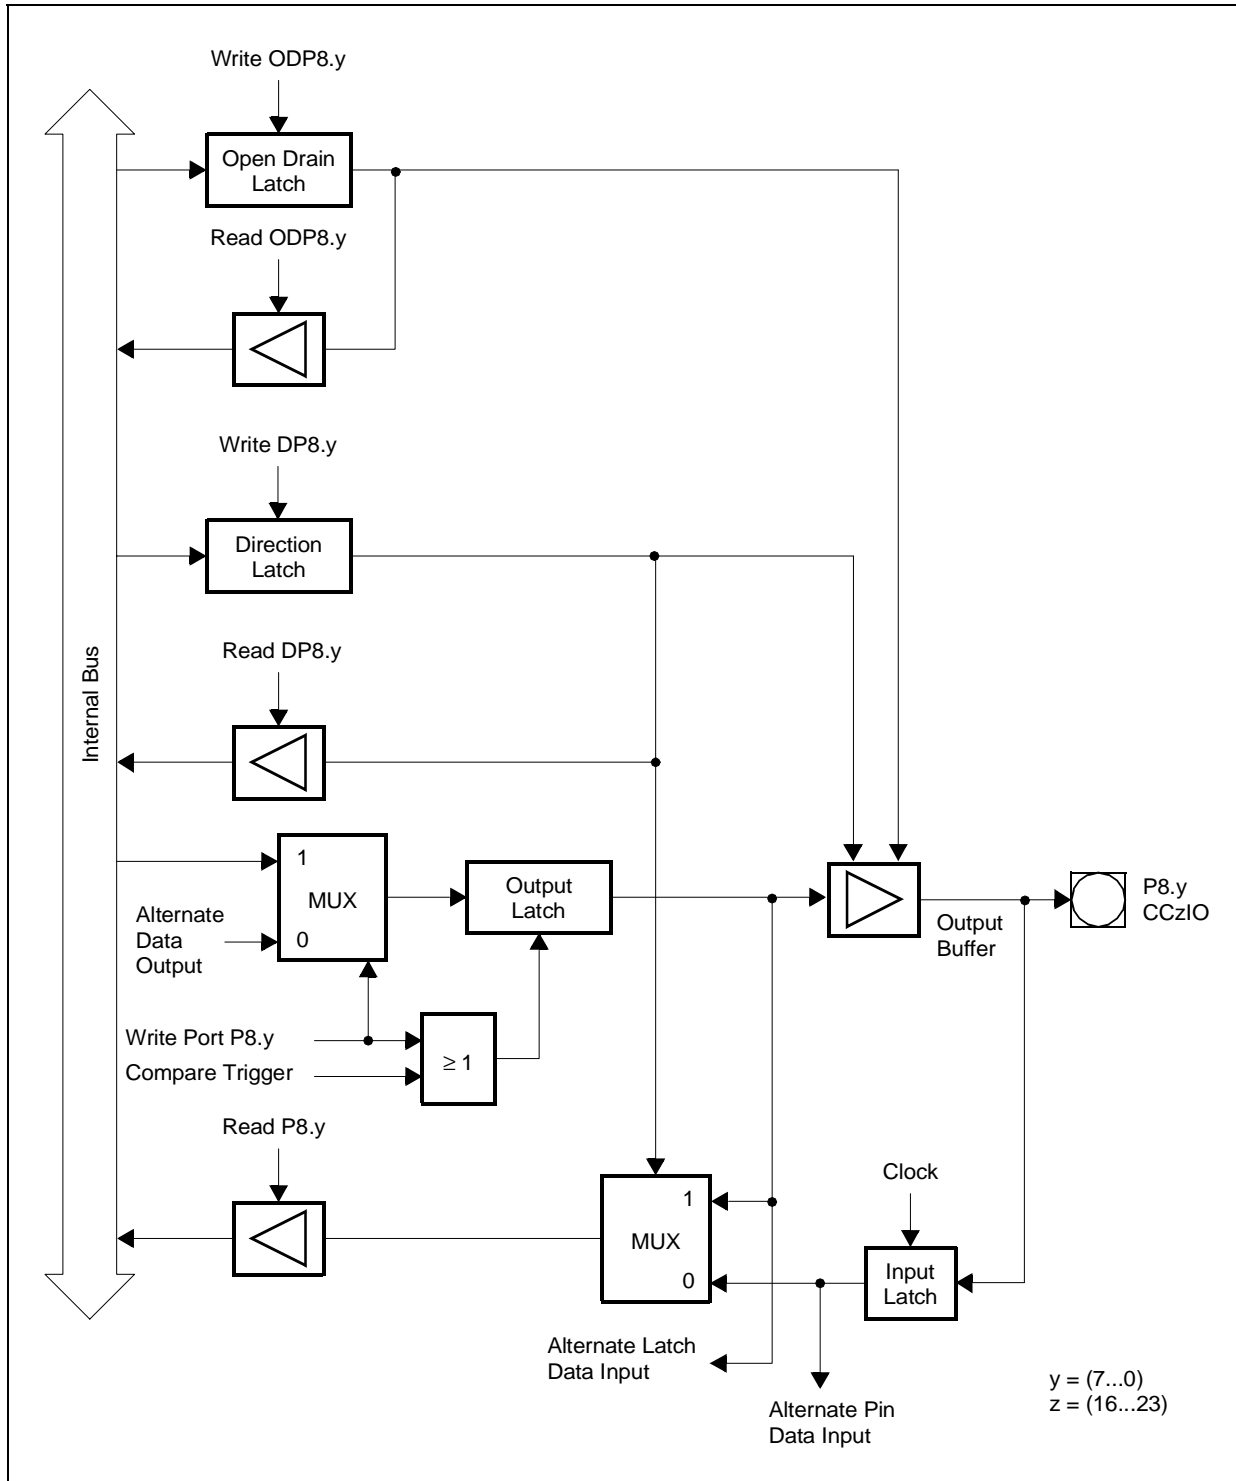 Write ODP8.y
Open Drain
Latch
Read ODP8.y
Write DP8.y
Direction
Latch
Internal Bus
Read DP8.y
1
MUX
0
Alternate
Data
Output
Output
Latch
Output
Buffer
P8.y
CCzIO
Write Port P8.y
Compare Trigger
≥ 1
Read P8.y
1
MUX
0
Clock
Input
Latch
Alternate Latch
Data Input
Alternate Pin
Data Input
y = (7...0)
z = (16...23)